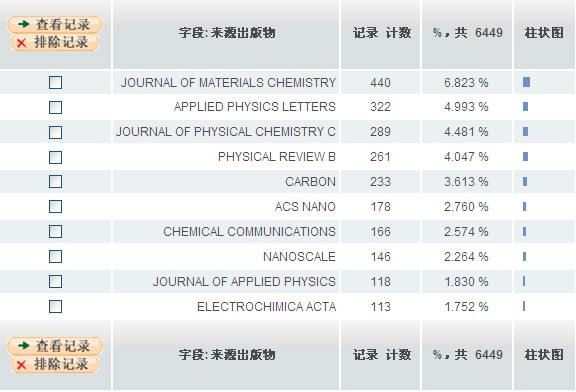 查看记录 字段:来源出版物 记录 计数 %，共 6449 柱状图
排除记录
JOURNAL OF MATERIALS CHEMISTRY 440 6.823 %
APPLIED PHYSICS LETTERS 322 4.993 %
JOURNAL OF PHYSICAL CHEMISTRY C 289 4.481 %
PHYSICAL REVIEW B 261 4.047 %
CARBON 233 3.613 %
ACS NANO 178 2.760 %
CHEMICAL COMMUNICATIONS 166 2.574 %
NANOSCALE 146 2.264 %
JOURNAL OF APPLIED PHYSICS 118 1.830 %
ELECTROCHIMICA ACTA 113 1.752 %
查看记录 字段:来源出版物 记录 计数 %，共 6449 柱状图
排除记录